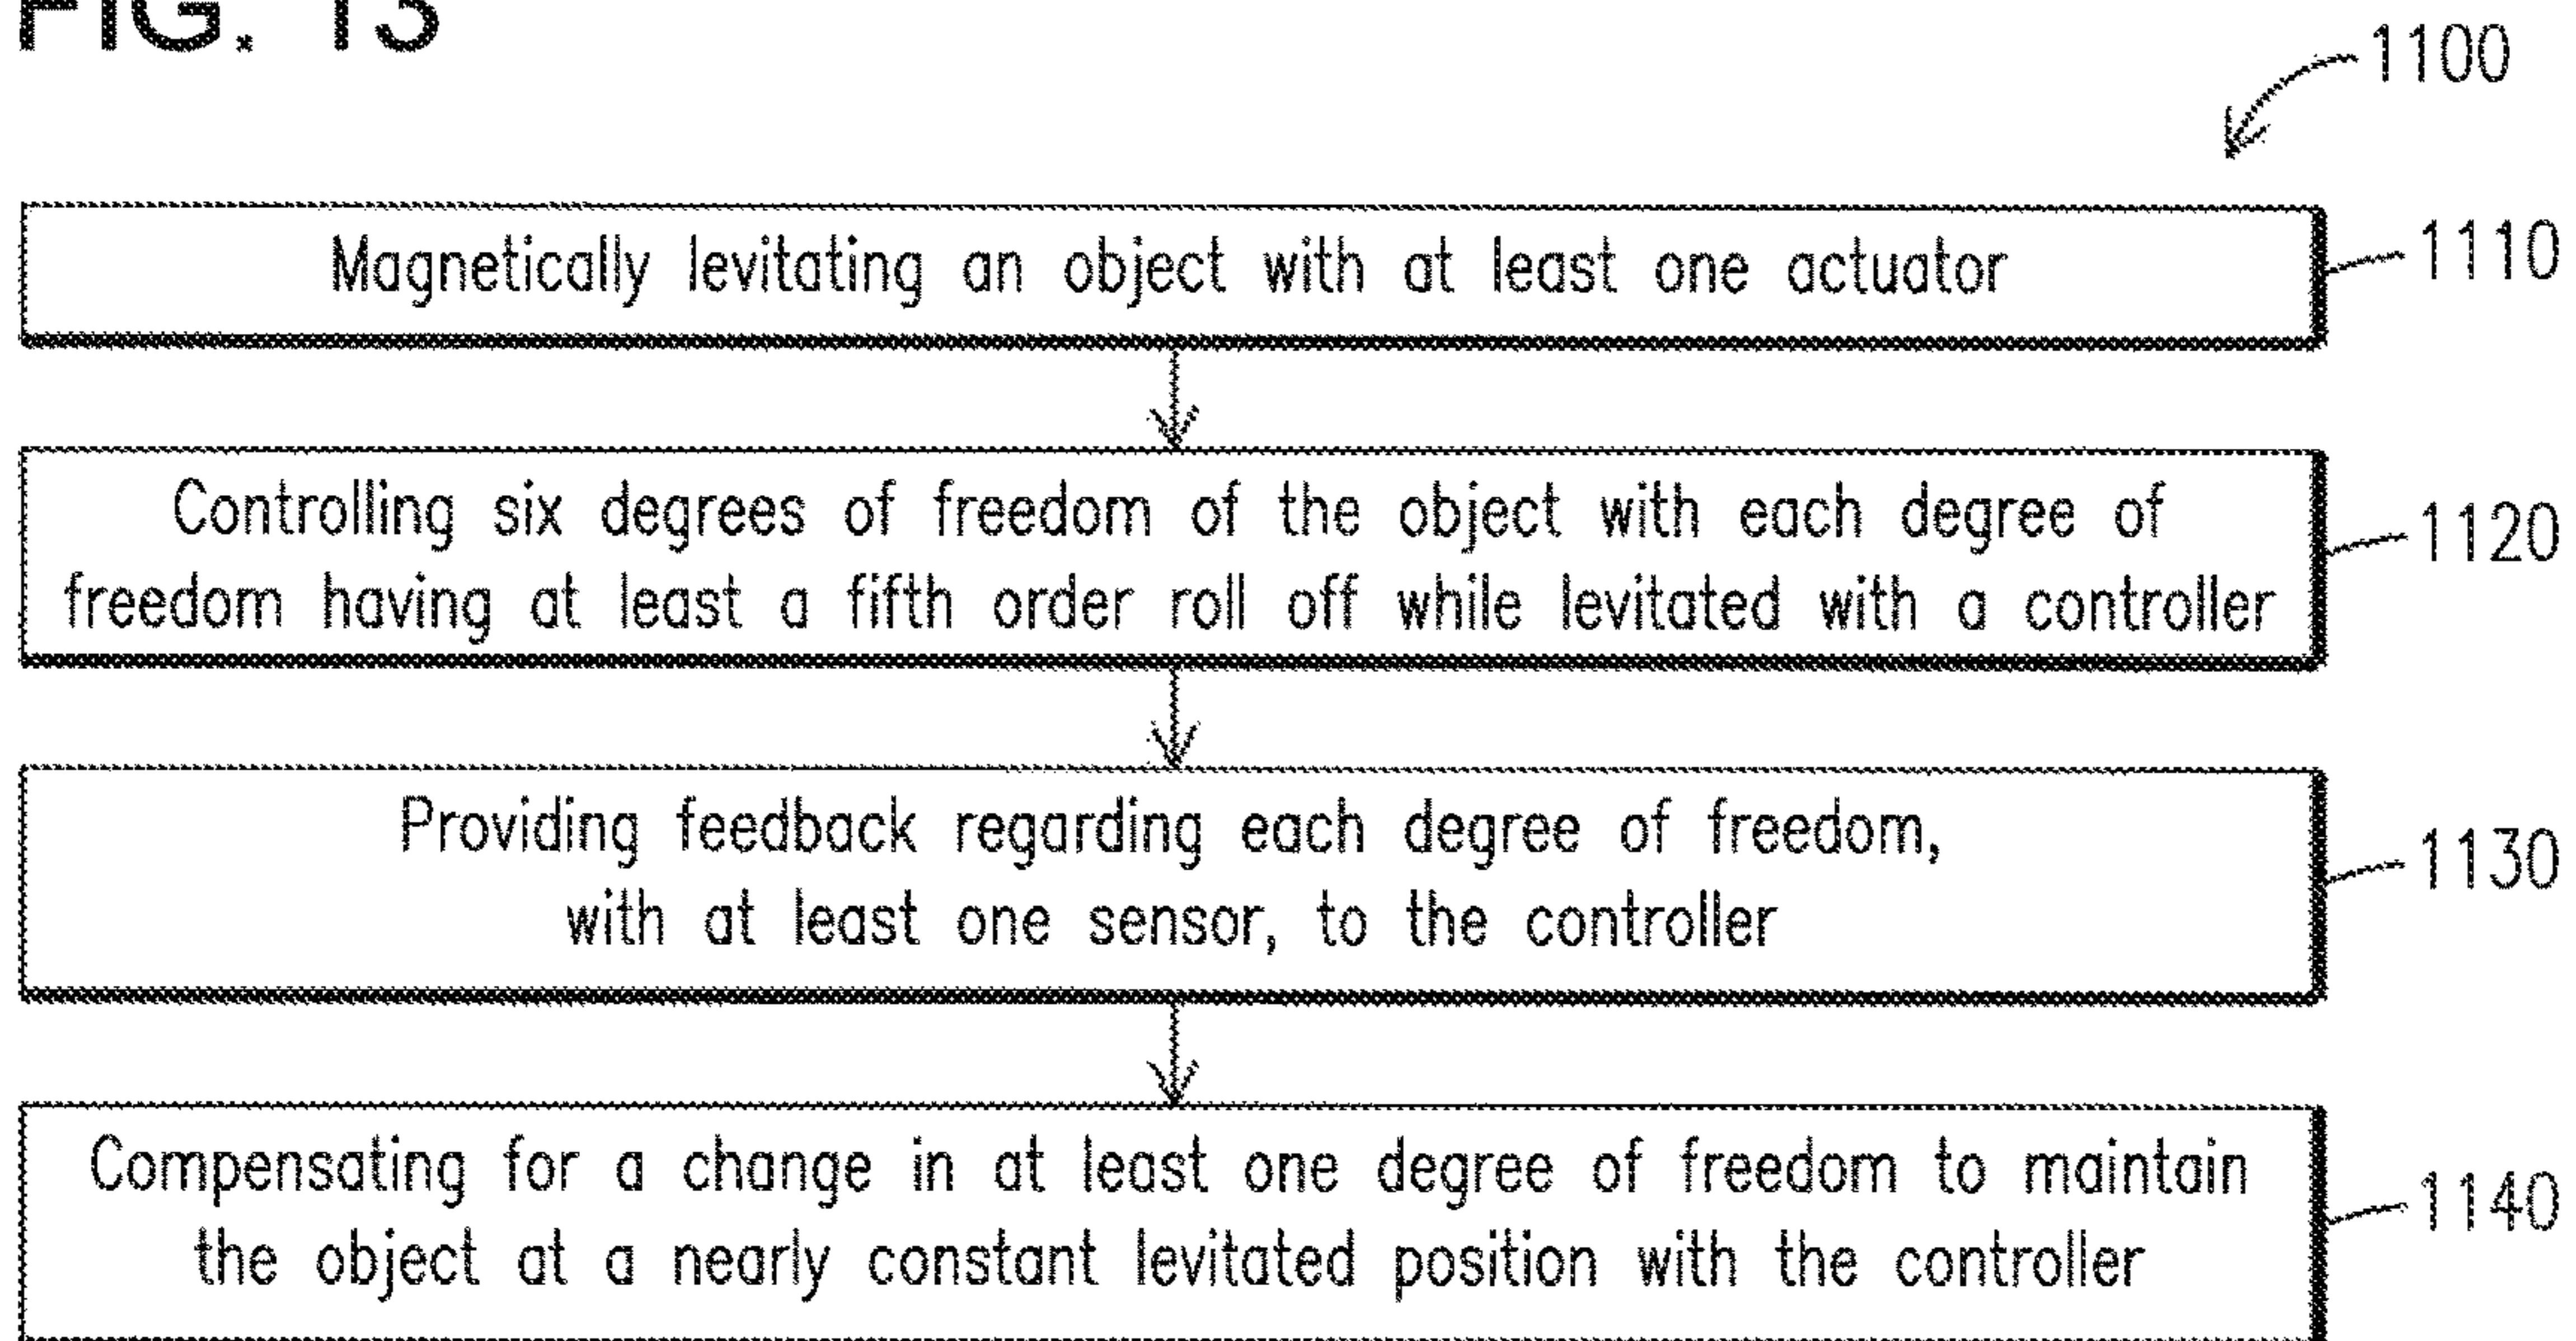 FIG. 13
1100
Magnetically levitating an object with at least one actuator
1110
Controlling six degrees of freedom of the object with each degree of
freedom having at least a fifth order roll off while levitated with a controller
1120
Providing feedback regarding each degree of freedom,
with at least one sensor, to the controller
1130
Compensating for a change in at least one degree of freedom to maintain
the object at a nearly constant levitated position with the controller
1140